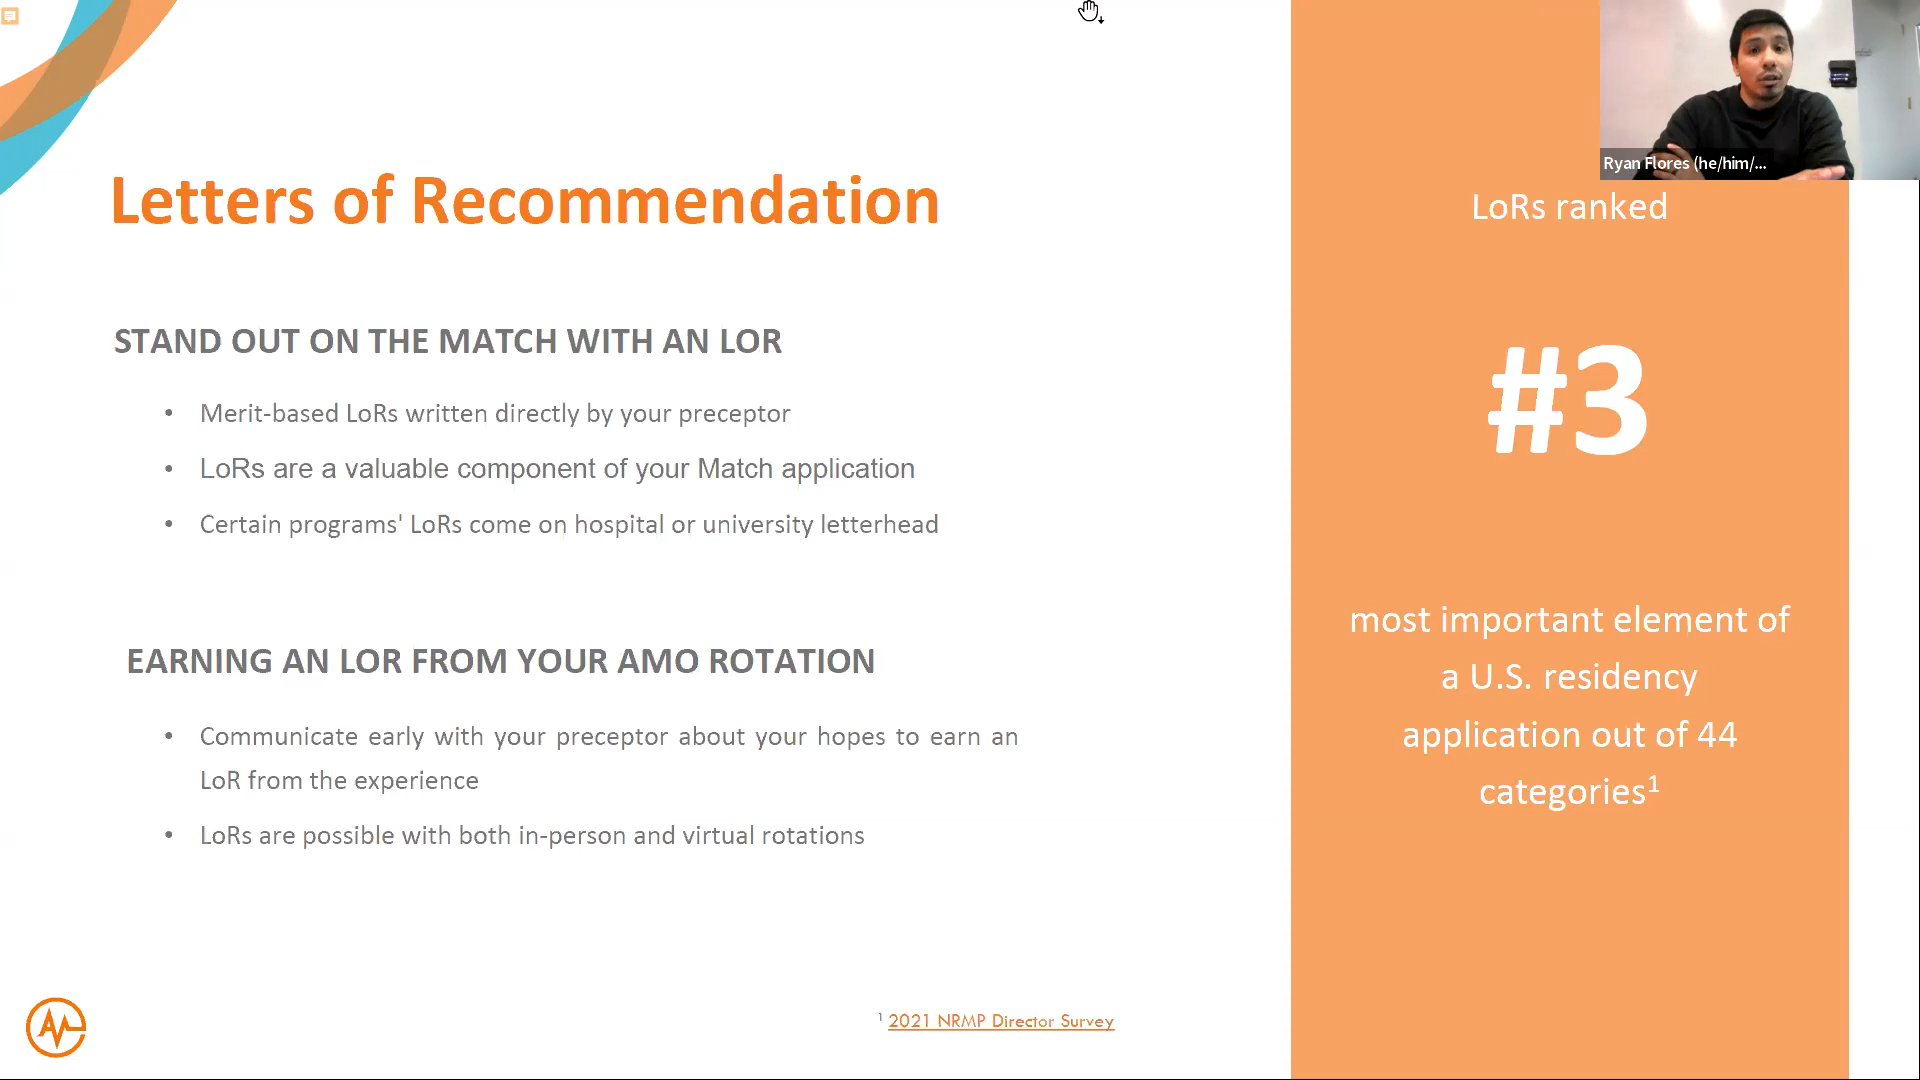 Letters of Recommendation
STAND OUT ON THE MATCH WITH AN LOR
• Merit-based LoRs written directly by your preceptor
• LoRs are a valuable component of your Match application
• Certain programs' LoRs come on hospital or university letterhead
EARNING AN LOR FROM YOUR AMO ROTATION
• Communicate early with your preceptor about your hopes to earn an
LoR from the experience
• LoRs are possible with both in-person and virtual rotations
1 2021 NRMP Director Survey
Ryan Flores (he/him/...
LoRs ranked
#3
most important element of
a U.S. residency
application out of 44
categories¹